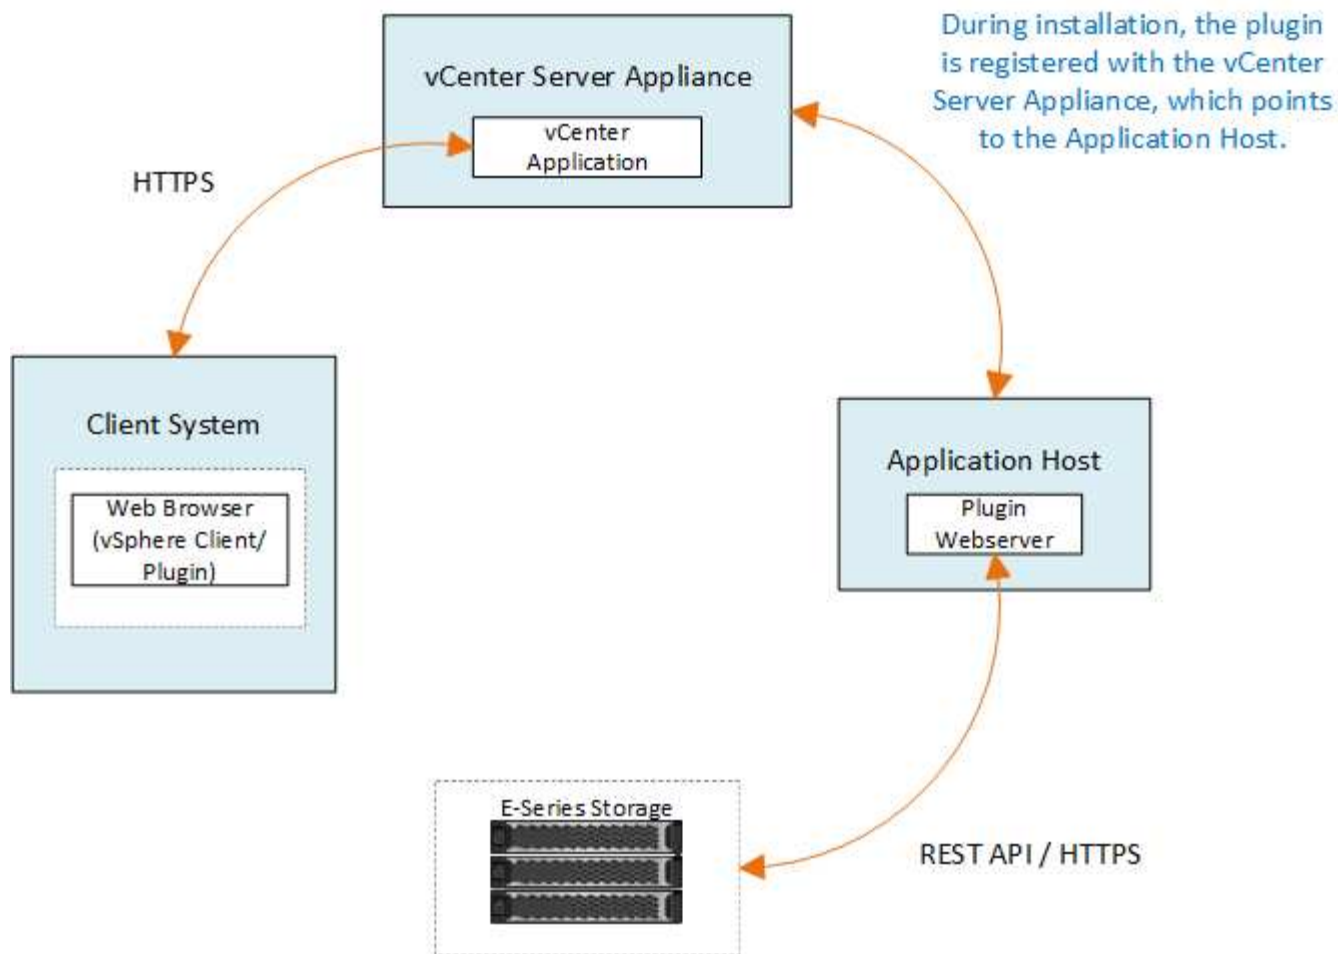 During installation, the plugin
is registered with the vCenter
Server Appliance, which points
to the Application Host.
vCenter Server Appliance
vCenter
Application
HTTPS
Client System
Web Browser
(vSphere Client/
Plugin)
Application Host
Plugin
Webserver
E-Series Storage
REST API / HTTPS